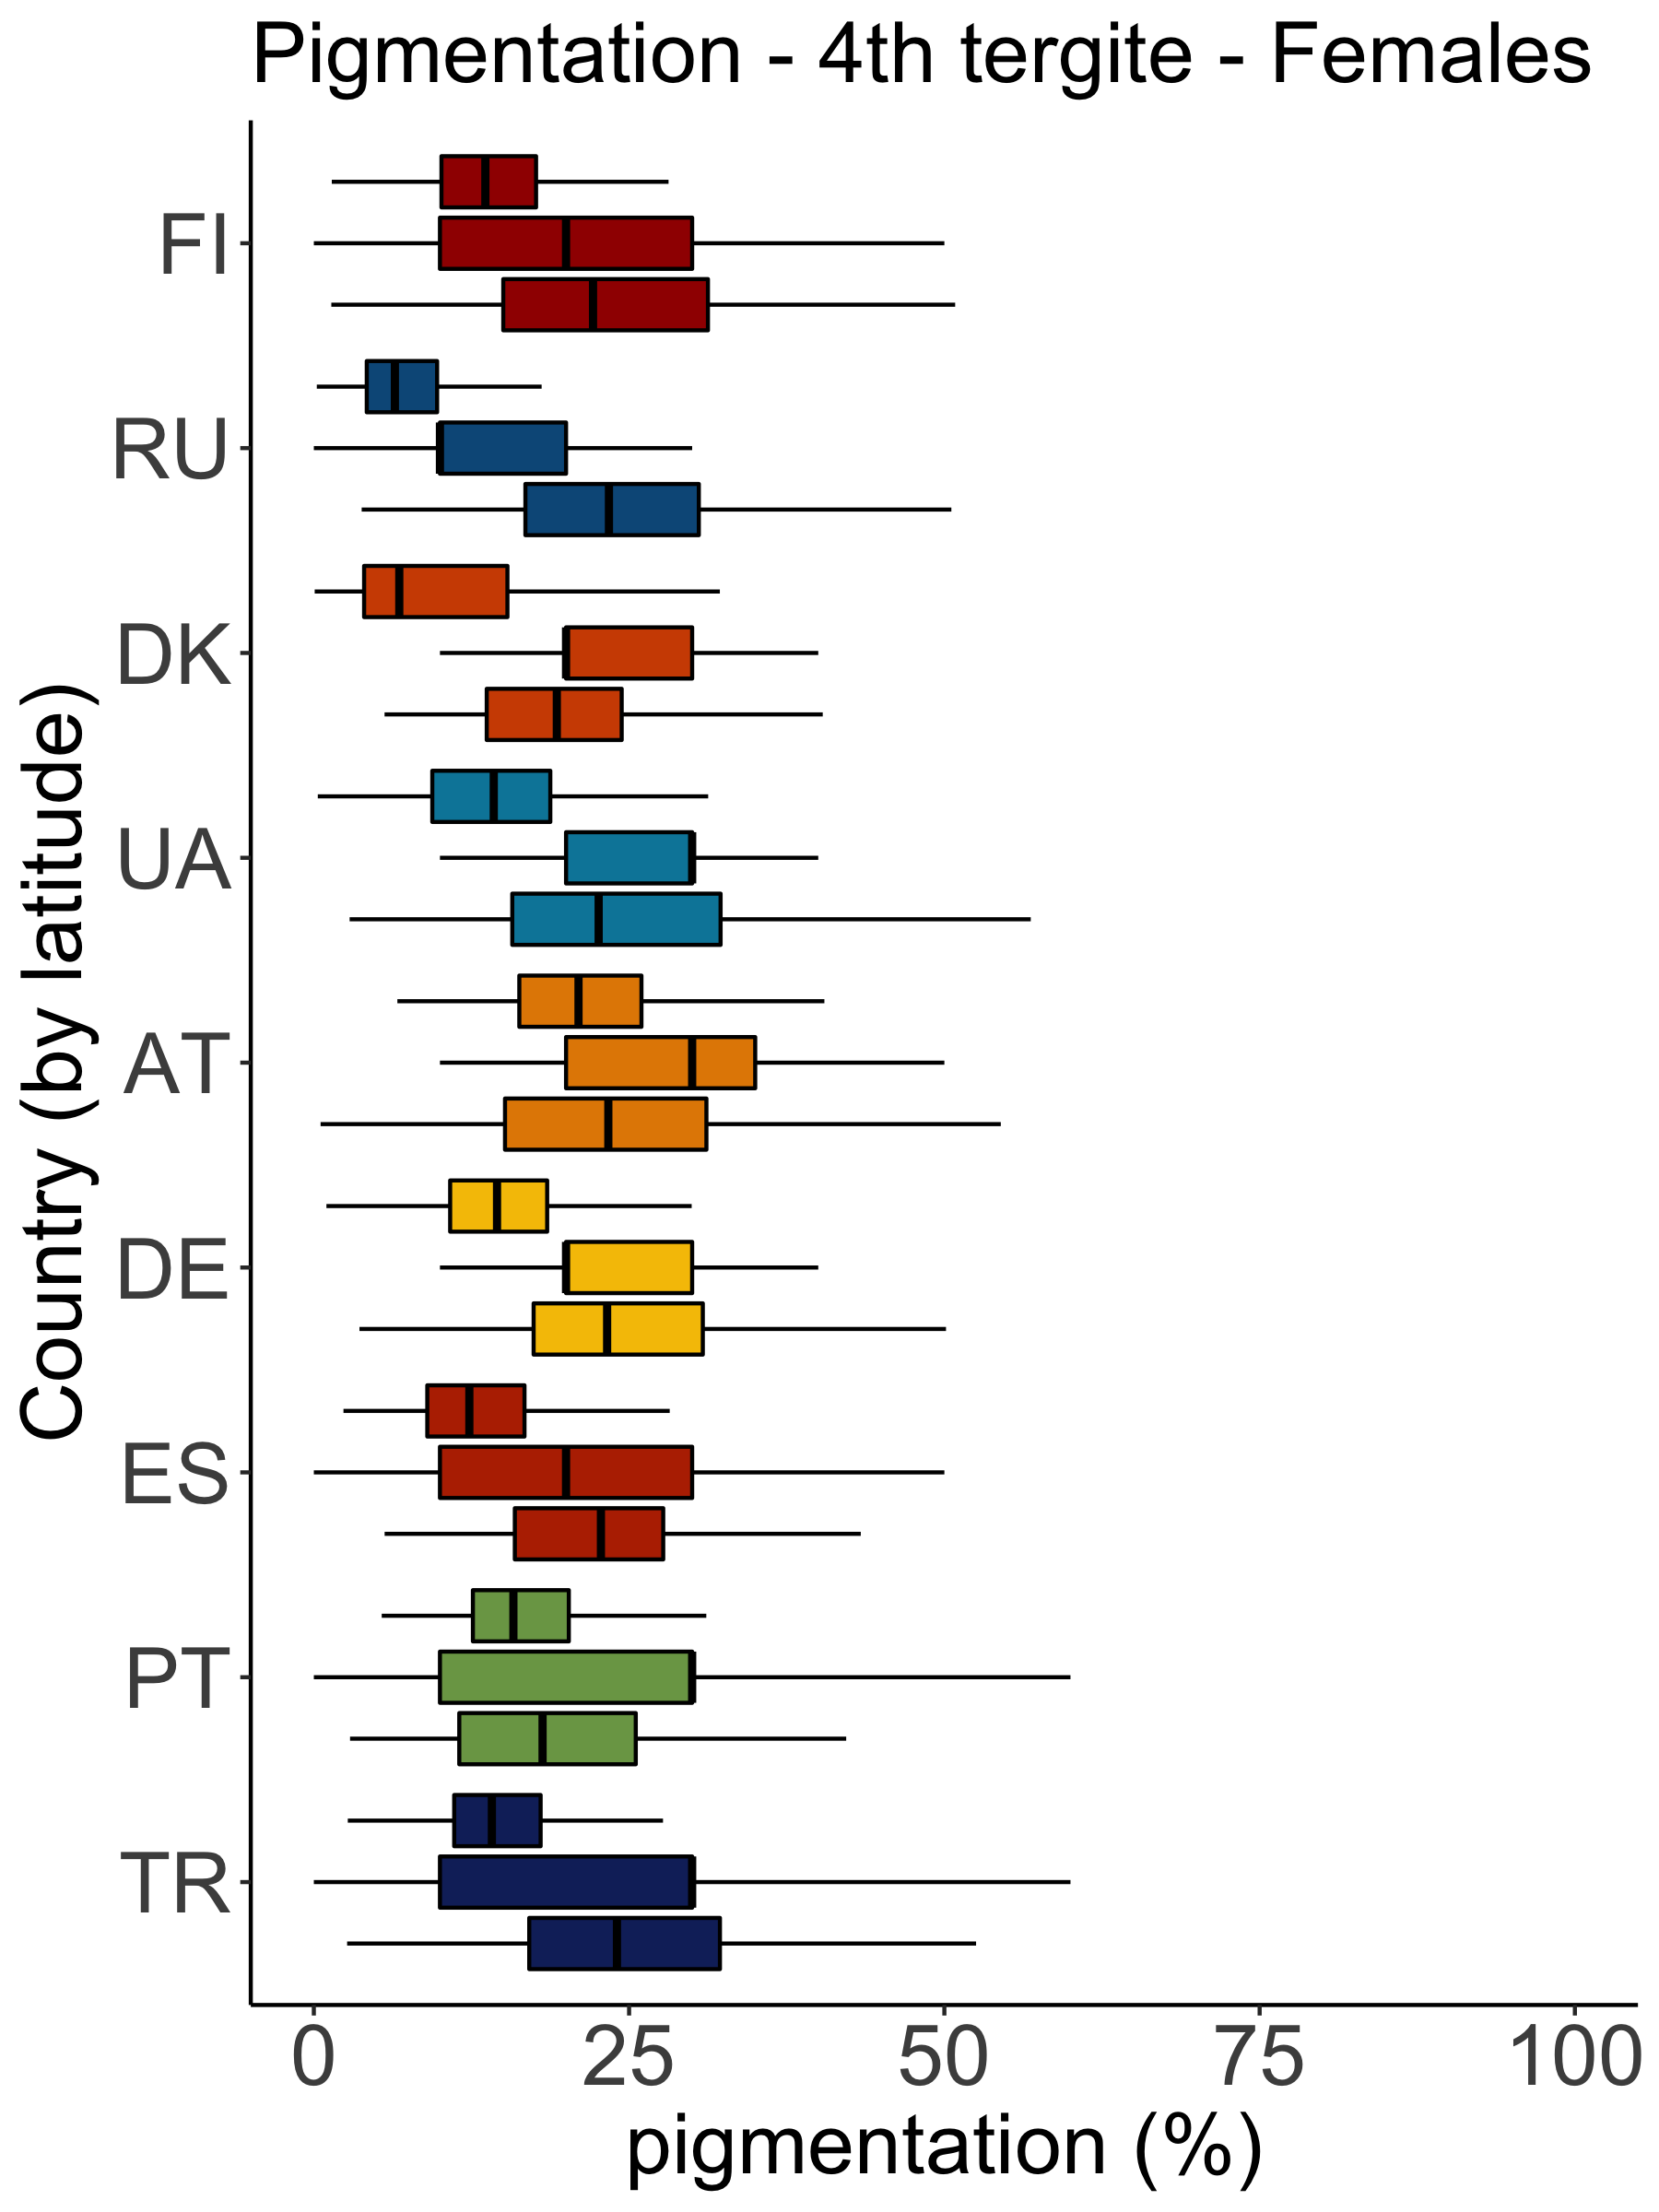 Pigmentation - 4th tergite - Females
Country (by latitude)
FI
RU
DK
UA
AT
DE
ES
PT
TR
0 25 50 75 100
pigmentation (%)